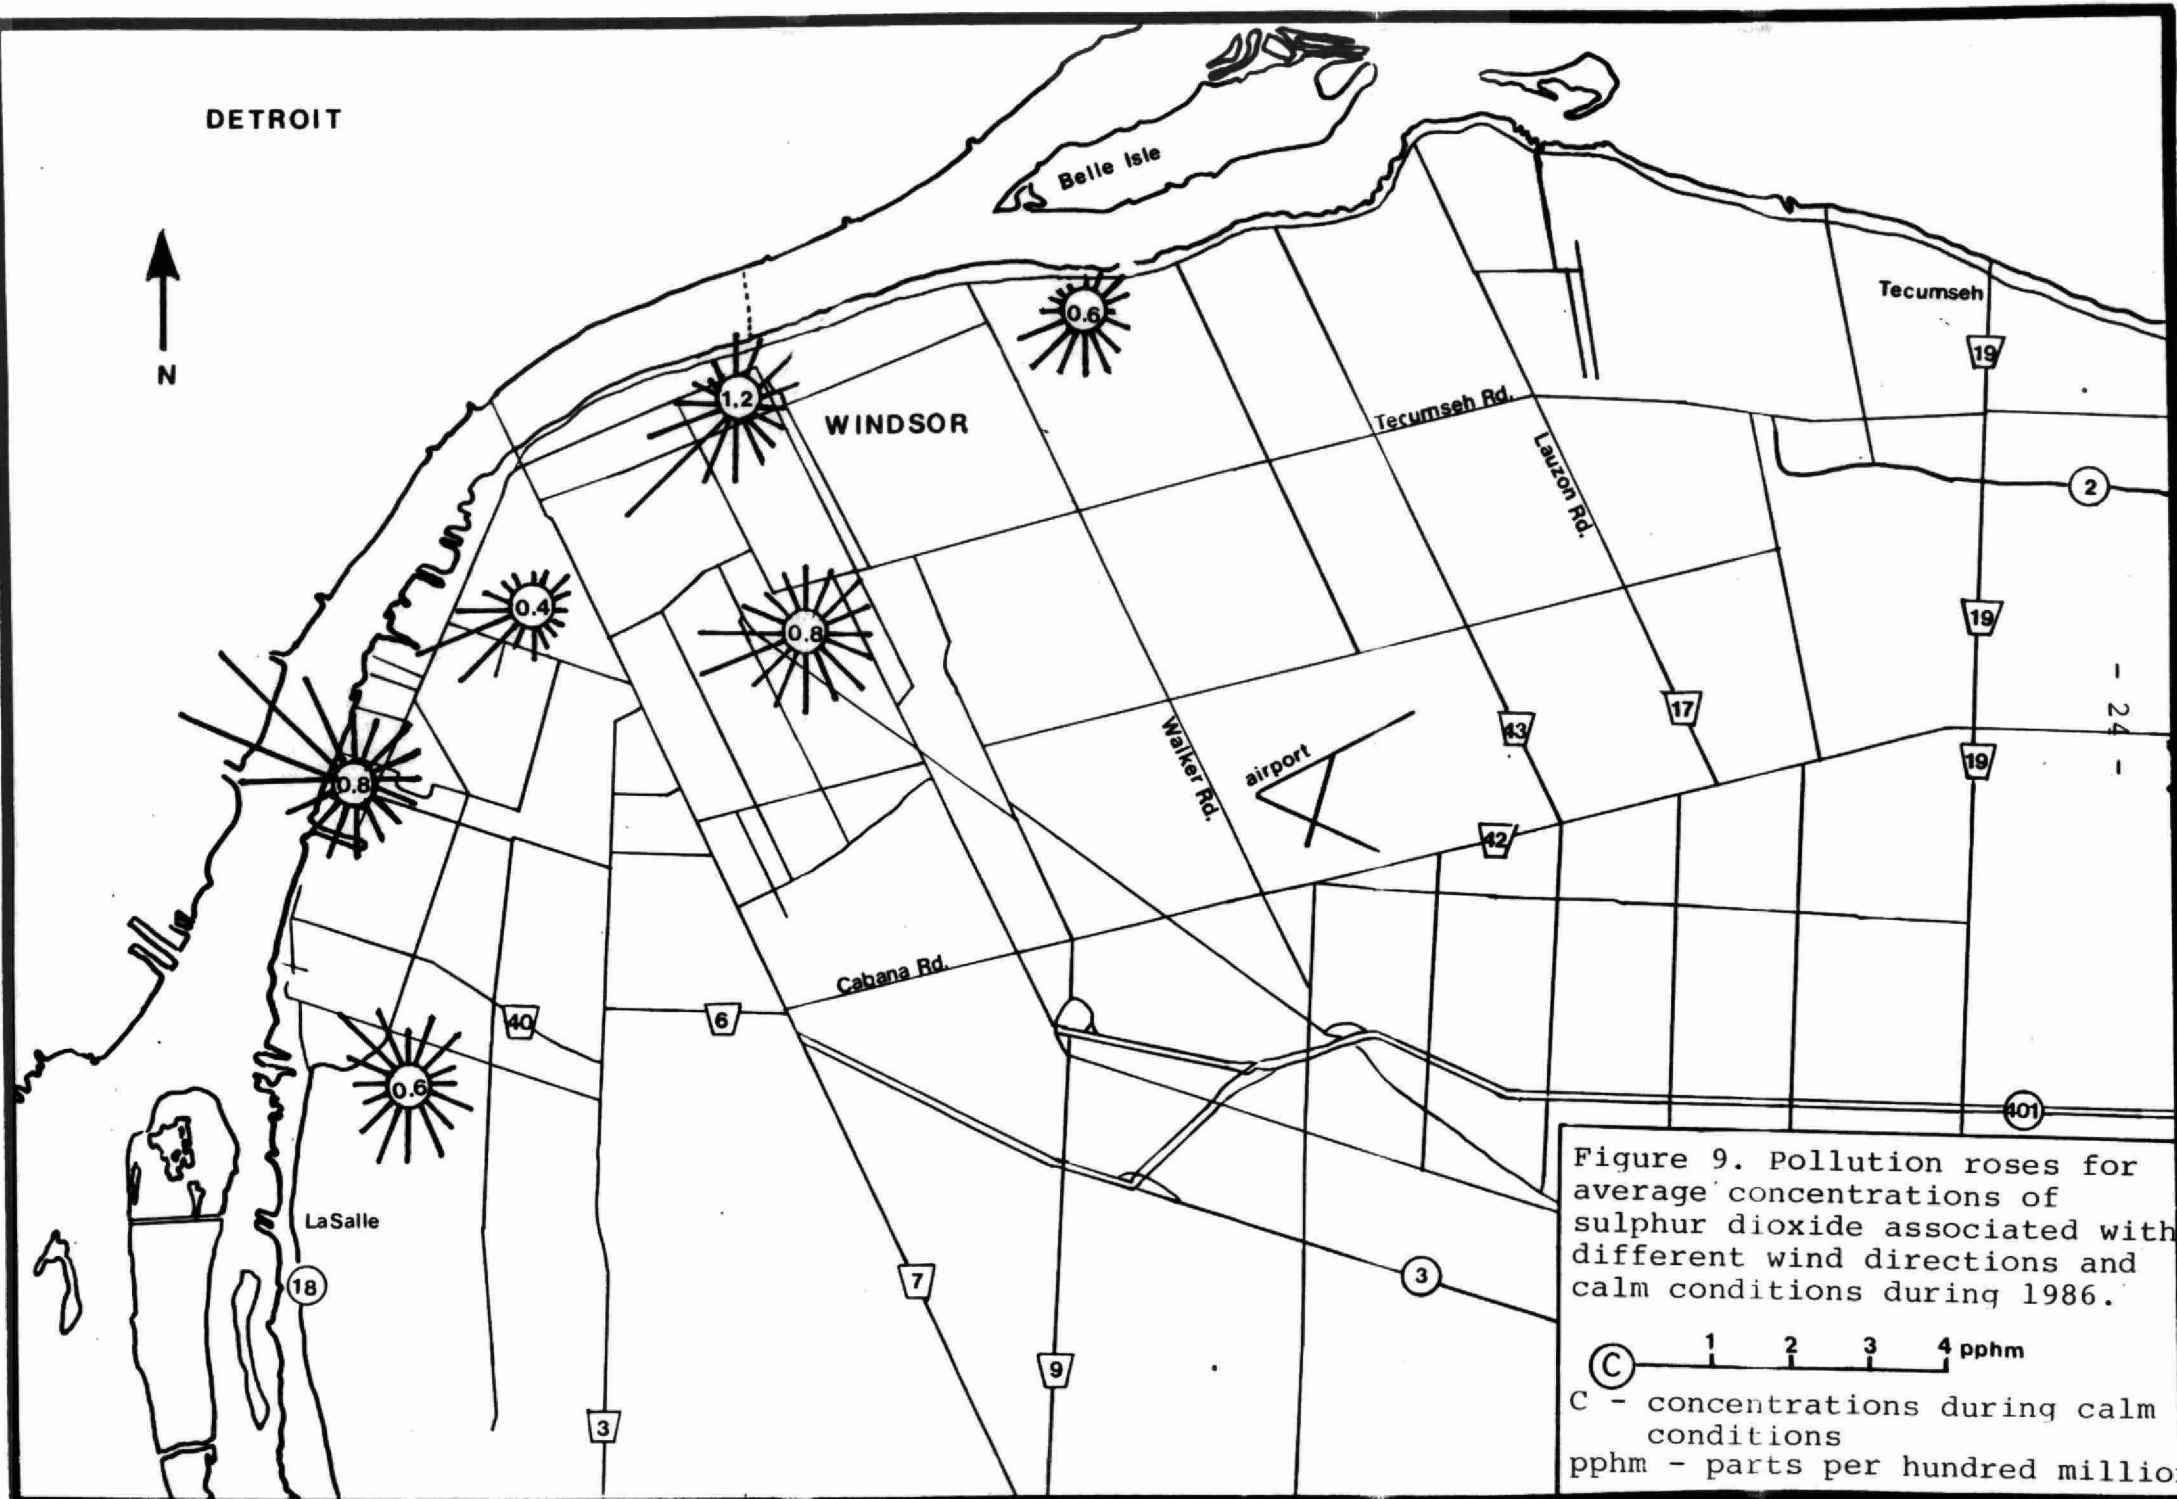 DETROIT
Belle Isle
N
Tecumseh
19
0.6
1.2
WINDSOR
Tecumseh Rd.
Lauzon Rd.
2
0.4
0.8
19
- 24 -
17
43
Walker Rd.
airport
19
0.8
42
Cabana Rd.
40
6
0.6
401
LaSalle
18
7
3
9
3
Figure 9. Pollution roses for
average concentrations of
sulphur dioxide associated with
different wind directions and
calm conditions during 1986.
1 2 3 4 pphm
C
C - concentrations during calm
conditions
pphm - parts per hundred millio